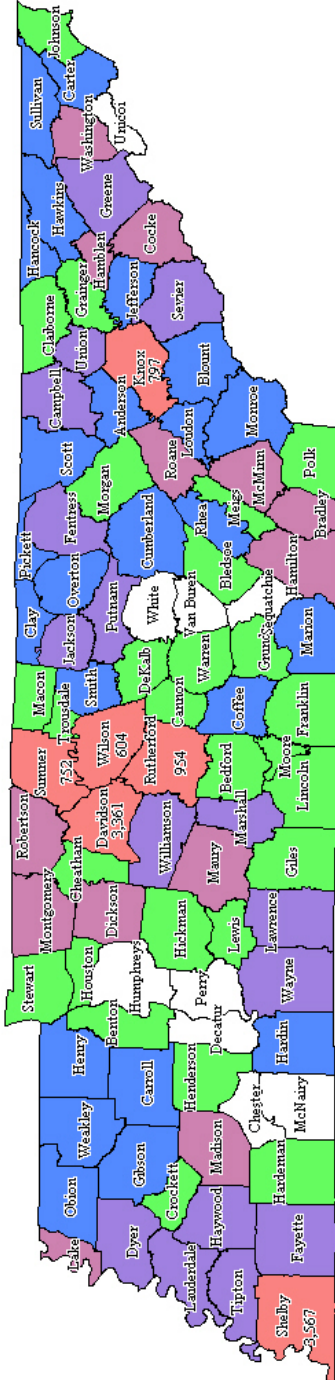 Johnson
Sullivan
Carter
Washington
Unicoi
Hancock
Hawkins
Greene
Hamblen
Cocke
Claiborne
Grainger
Jefferson
Sevier
Union
Campbell
Knox
797
Anderson
Blount
Scott
Morgan
Roane
Loudon
Monroe
Pickett
Fentress
Cumberland
Rhea
Meigs
McMinn
Polk
Bradley
Clay
Overton
Jackson
Putnam
White
Van Buren
Bledsoe
Sequatchie
Hamilton
Marion
Macon
Trousdale
Smith
DeKalb
Cannon
Warren
Grundy
Coffee
Franklin
Sumner
752
Wilson
604
Rutherford
954
Bedford
Moore
Lincoln
Robertson
Davidson
3,361
Cheatham
Williamson
Marshall
Maury
Giles
Montgomery
Dickson
Hickman
Lewis
Lawrence
Stewart
Houston
Humphreys
Benton
Perry
Decatur
Wayne
Henry
Carroll
Henderson
Hardin
Weakley
Gibson
Madison
Chester
McNairy
Obion
Crockett
Hardeman
Lake
Dyer
Haywood
Lauderdale
Tipton
Fayette
Shelby
3,567